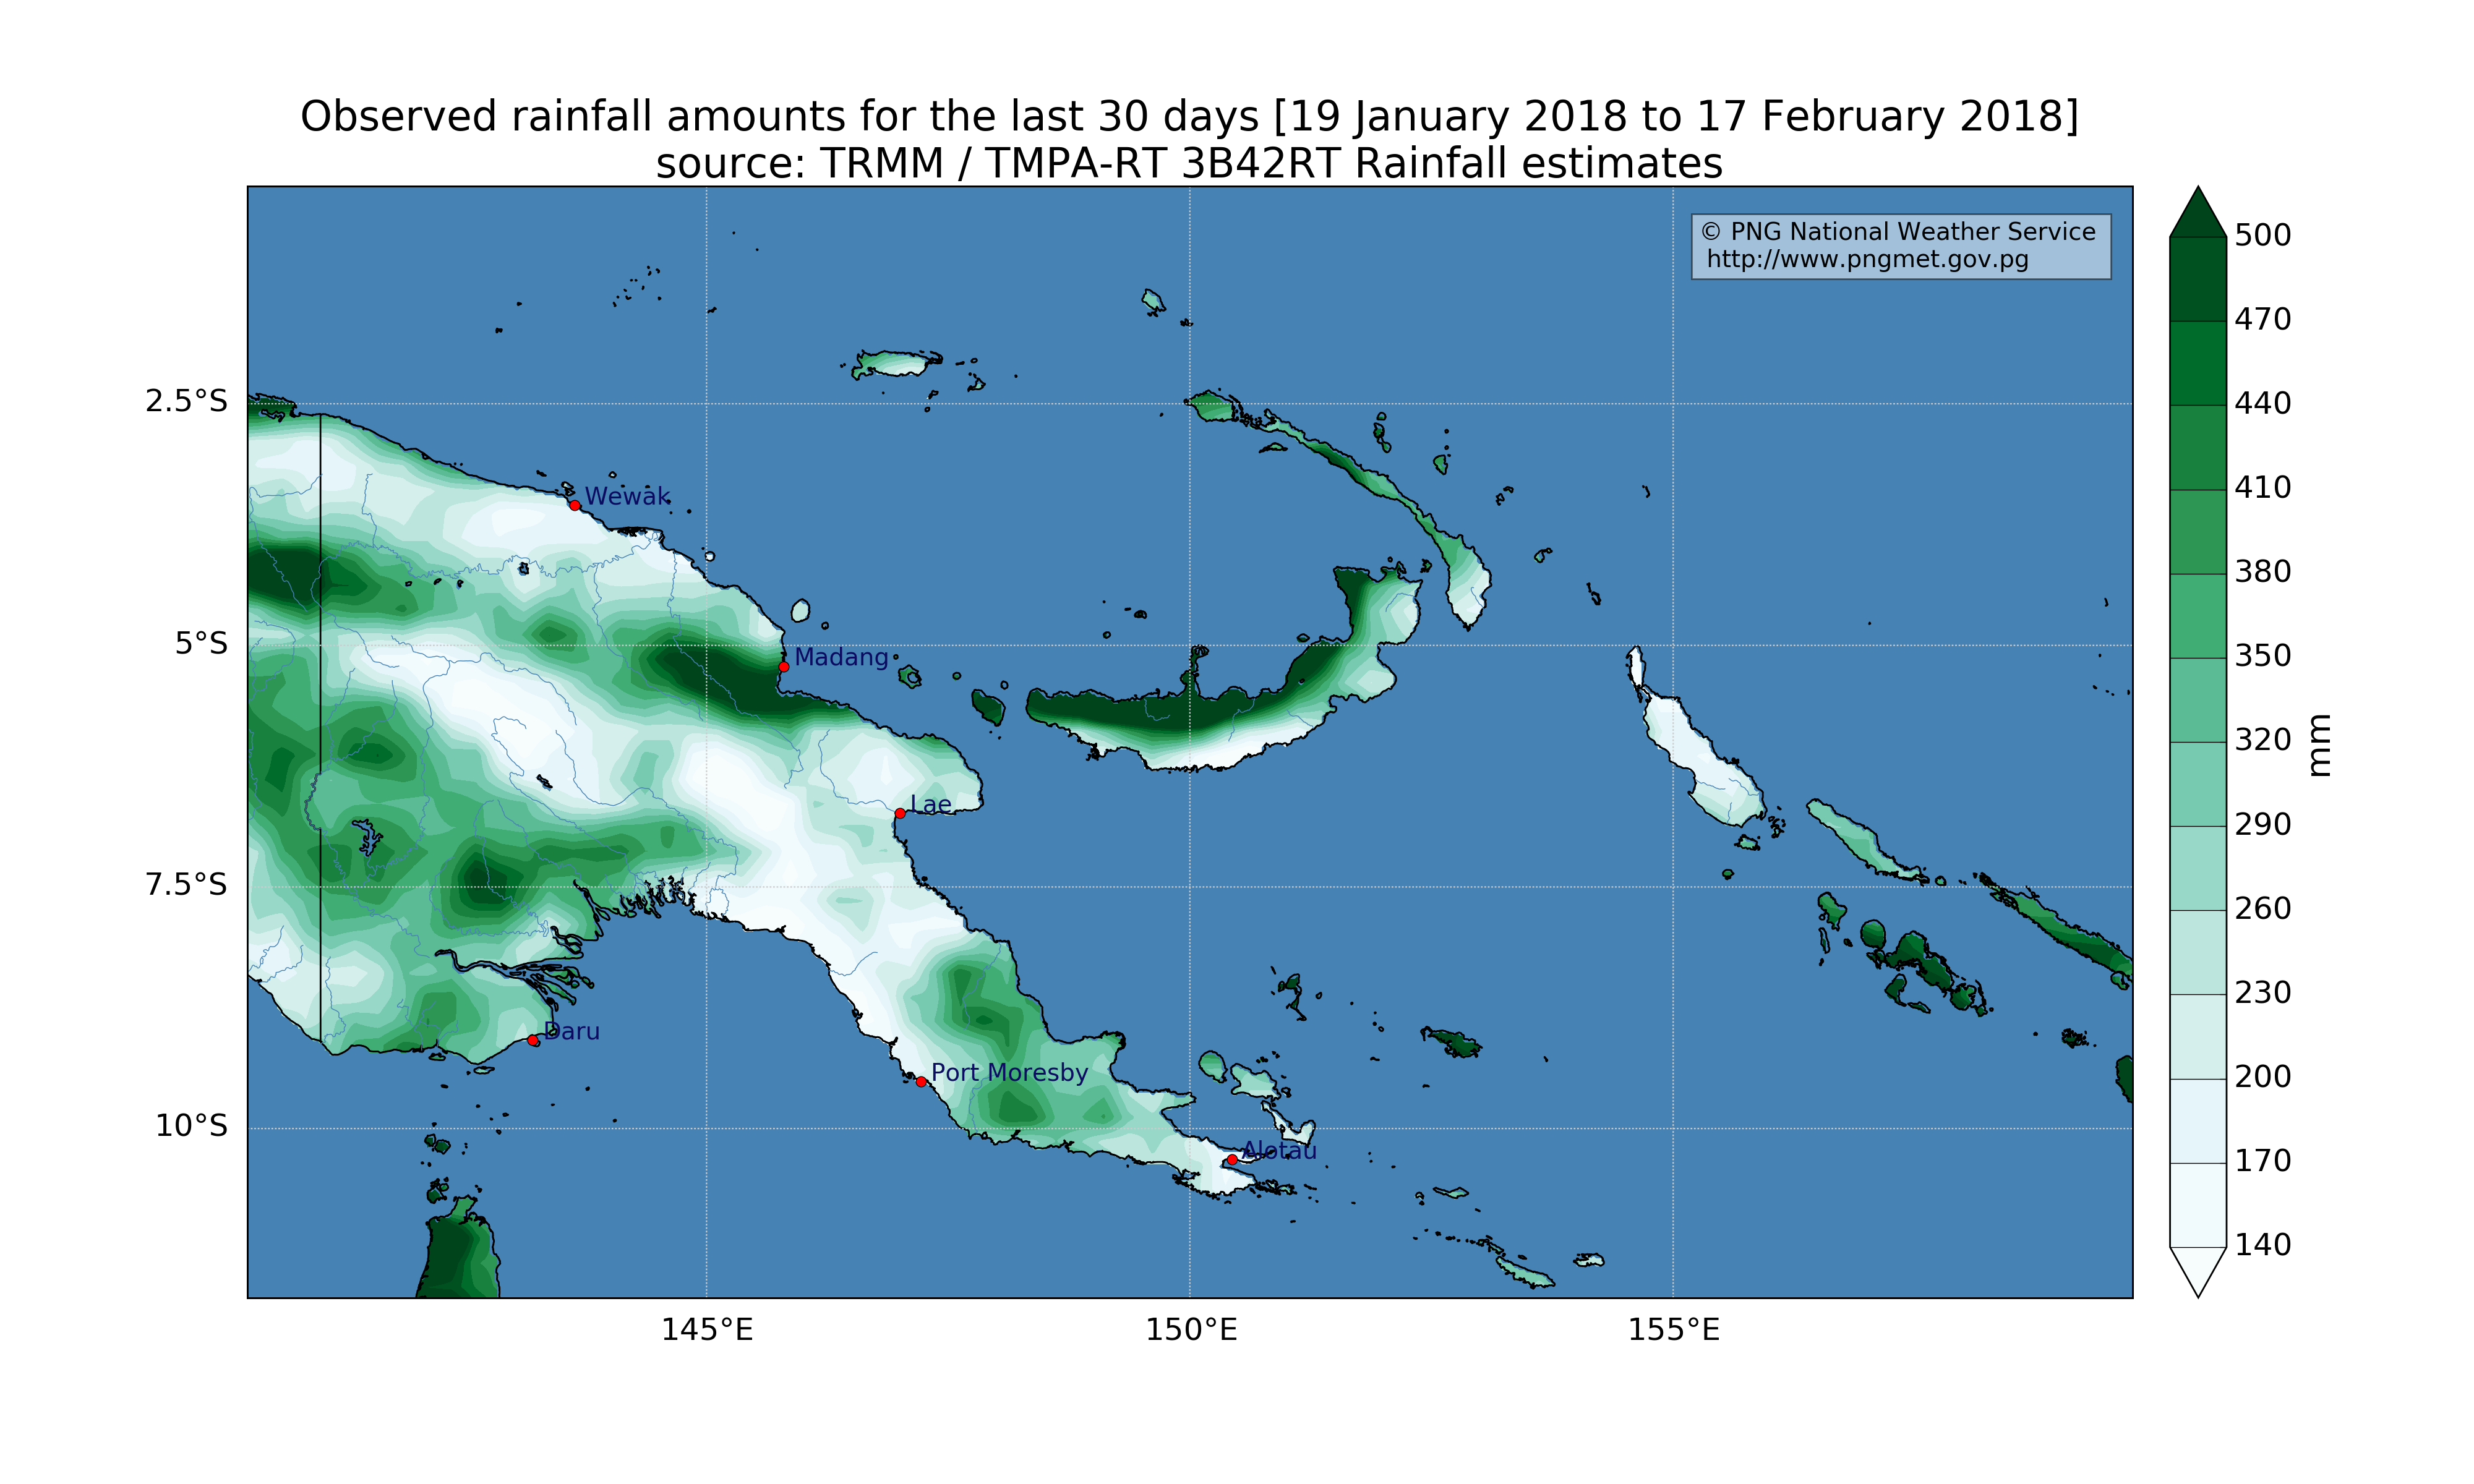 Observed rainfall amounts for the last 30 days [19 January 2018 to 17 February 2018]
source: TRMM / TMPA-RT 3B42RT Rainfall estimates
© PNG National Weather Service
http://www.pngmet.gov.pg
500
470
440
410
380
350
320
290
260
230
200
170
140
mm
2.5°S
5°S
7.5°S
10°S
Wewak
Madang
Lae
Daru
Port Moresby
Alotau
145°E
150°E
155°E